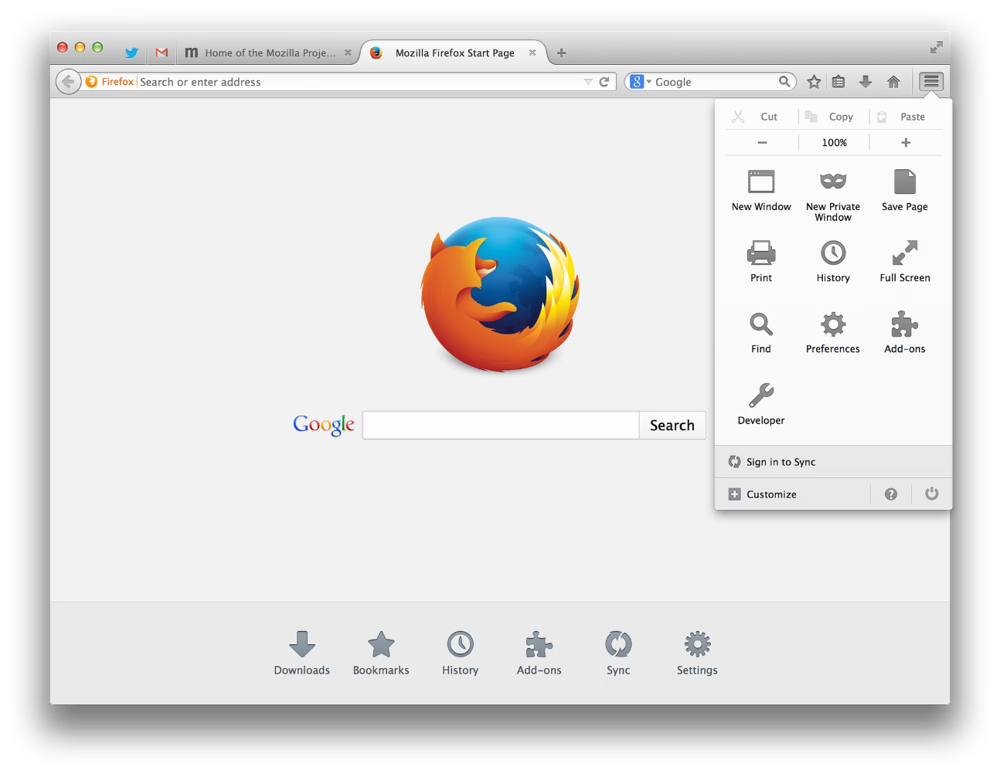 m Home of the Mozilla Proje...
Mozilla Firefox Start Page
Firefox Search or enter address
8 Google
Cut Copy Paste
− 100% +
New Window
New Private
Window
Save Page
Print History Full Screen
Find Preferences Add-ons
Developer
Google Search
Sign in to Sync
Customize ?
Downloads Bookmarks History Add-ons Sync Settings